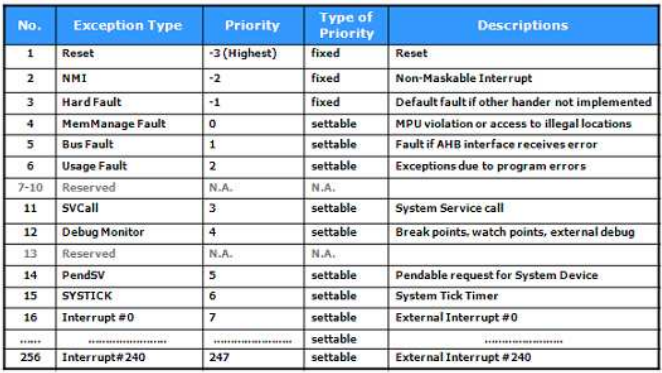 No. Exception Type Priority Type of Priority Descriptions
1 Reset -3 (Highest) fixed Reset
2 NMI -2 fixed Non-Maskable Interrupt
3 Hard Fault -1 fixed Default fault if other hander not implemented
4 MemManage Fault 0 settable MPU violation or access to illegal locations
5 Bus Fault 1 settable Fault if AHB interface receives error
6 Usage Fault 2 settable Exceptions due to program errors
7-10 Reserved N.A. N.A.
11 SVCall 3 settable System Service call
12 Debug Monitor 4 settable Break points, watch points, external debug
13 Reserved N.A. N.A.
14 PendSV 5 settable Pendable request for System Device
15 SYSTICK 6 settable System Tick Timer
16 Interrupt #0 7 settable External Interrupt #0
...... ........................ ........................ settable ........................
256 Interrupt#240 247 settable External Interrupt #240